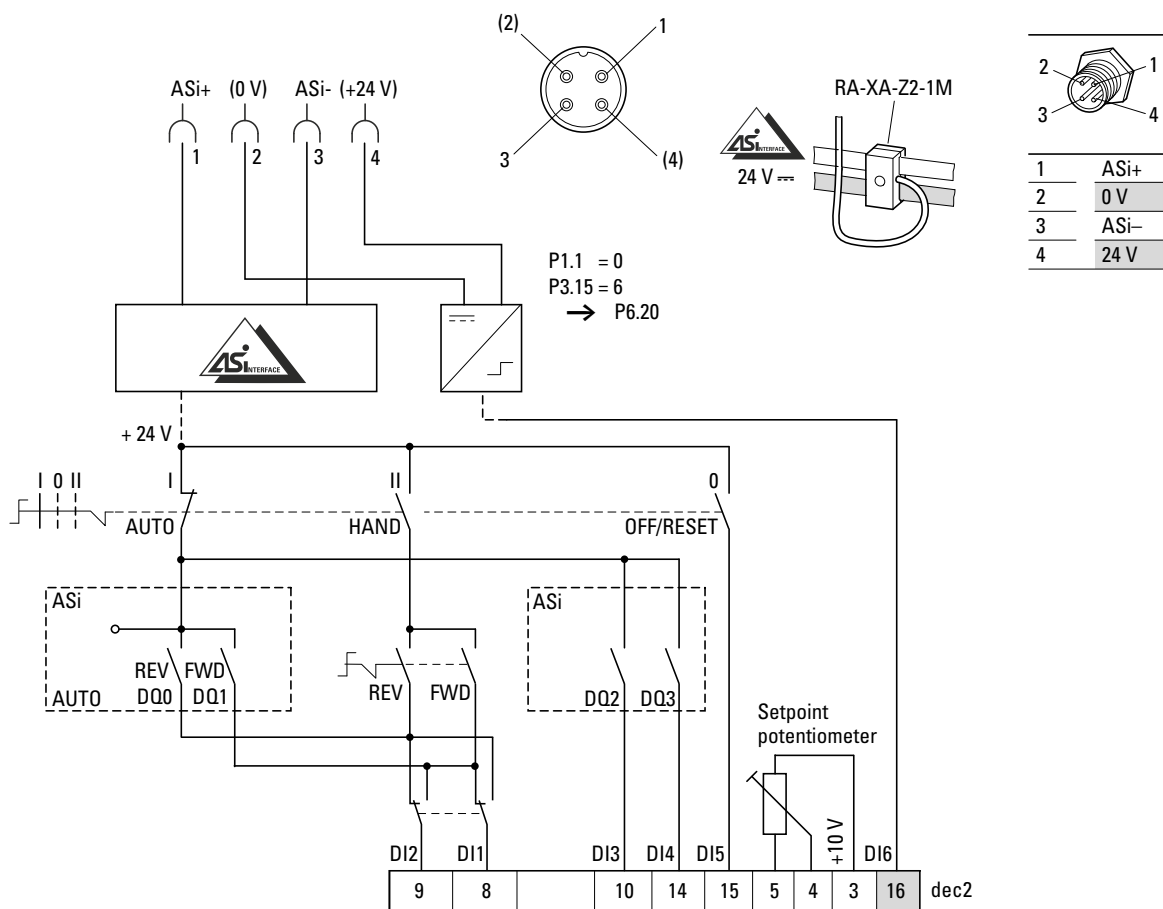 (2) 1
3 (4)
ASi+ (0 V) ASi- (+24 V)
1 2 3 4
RA-XA-Z2-1M
ASi INTERFACE
24 V
2 1
3 4
1 ASi+
2 0 V
3 ASi–
4 24 V
P1.1 = 0
P3.15 = 6
→ P6.20
ASi INTERFACE
+ 24 V
I 0 II
I II 0
AUTO HAND OFF/RESET
ASi ASi
REV FWD
AUTO DQ0 DQ1
REV FWD
DQ2 DQ3
Setpoint
potentiometer
+10 V
DI2 DI1 DI3 DI4 DI5 DI6
9 8 10 14 15 5 4 3 16 dec2